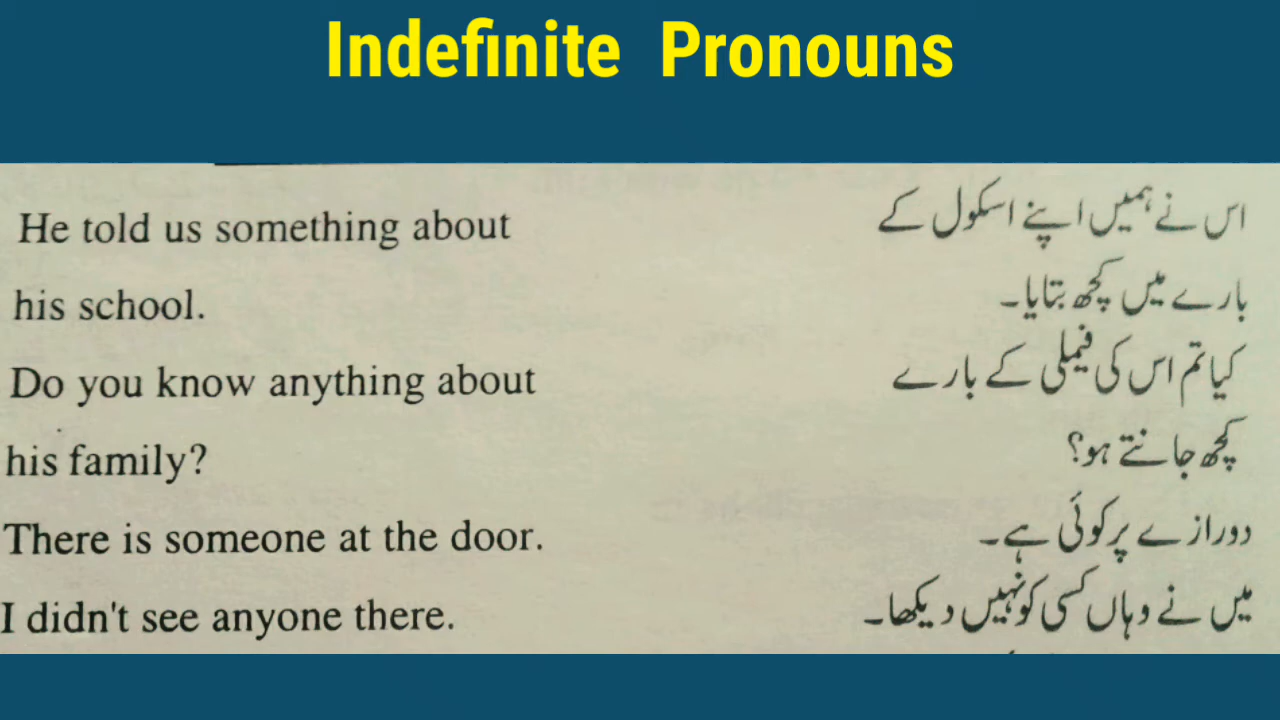 Indefinite Pronouns
He told us something about
his school.
Do you know anything about
his family?
There is someone at the door.
I didn't see anyone there.
اس نے ہمیں اپنے اسکول کے
بارے میں کچھ بتایا۔
کیا تم اس کی فیملی کے بارے
کچھ جانتے ہو؟
دورازے پر کوئی ہے۔
میں نے وہاں کسی کو نہیں دیکھا۔